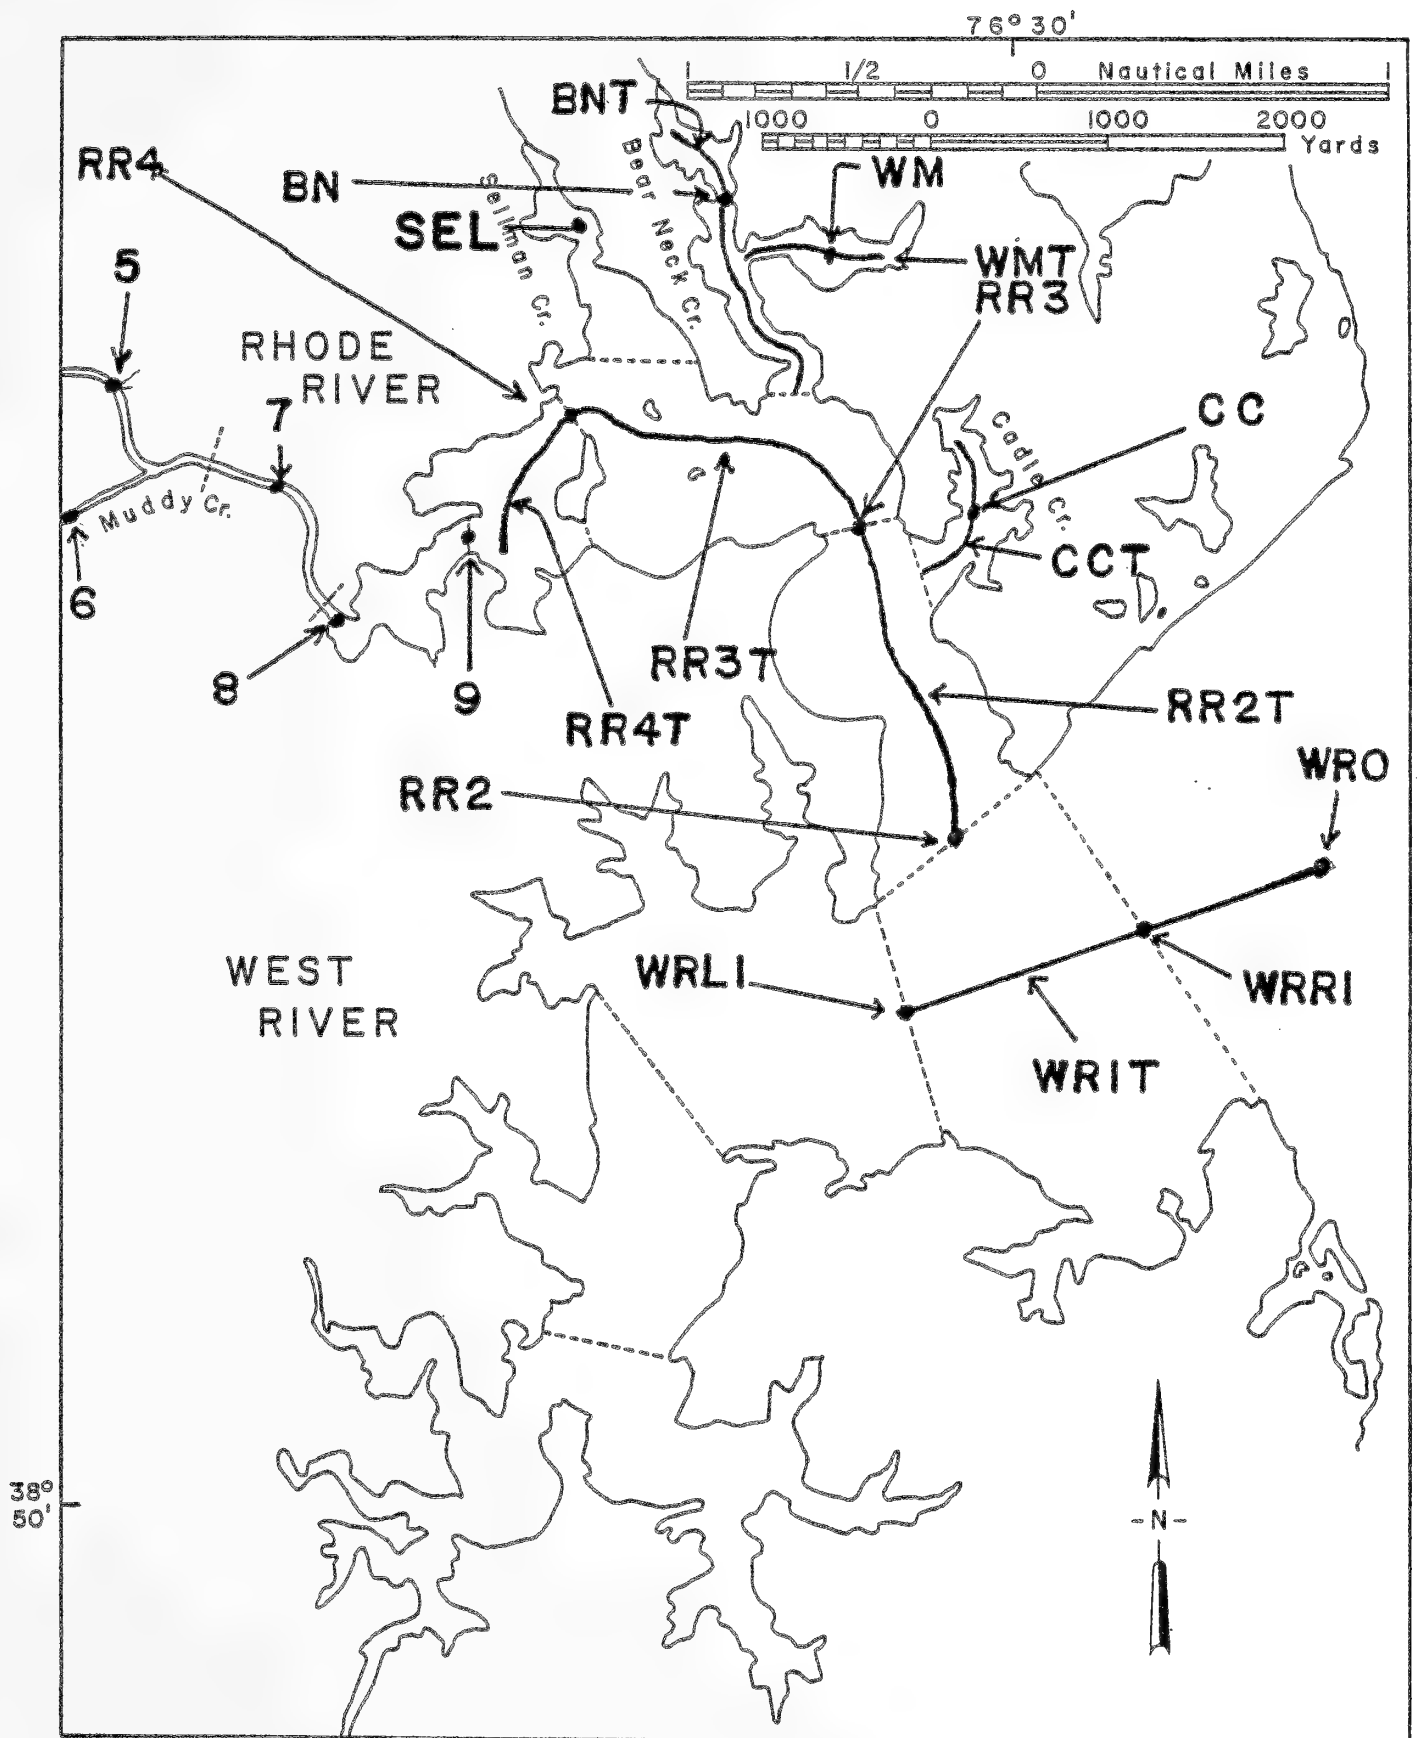 76° 30'
1 1/2 0 Nautical Miles 1
1000 0 1000 2000
Yards
BNT
RR4
BN
WM
SEL
Sellman Cr.
Bear Neck Cr.
WMT
RR3
5
RHODE
RIVER
7
CC
Cadle Cr.
Muddy Cr.
CCT
6
8
9
RR3T
RR4T
RR2T
RR2
WRO
WEST
RIVER
WRL1
WRR1
WR1T
38°
50'
-N-